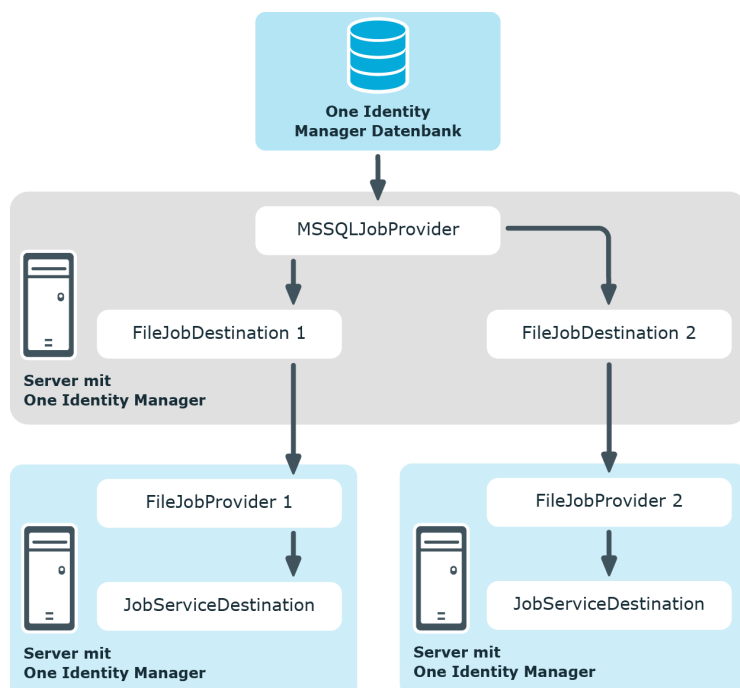 One Identity
Manager Datenbank
MSSQLJobProvider
FileJobDestination 1
FileJobDestination 2
Server mit
One Identity Manager
FileJobProvider 1
JobServiceDestination
Server mit
One Identity Manager
FileJobProvider 2
JobServiceDestination
Server mit
One Identity Manager